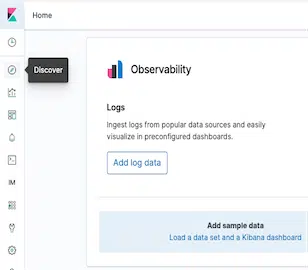 Home
Discover
Observability
Logs
Ingest logs from popular data sources and easily
visualize in preconfigured dashboards.
Add log data
IM
Add sample data
Load a data set and a Kibana dashboard